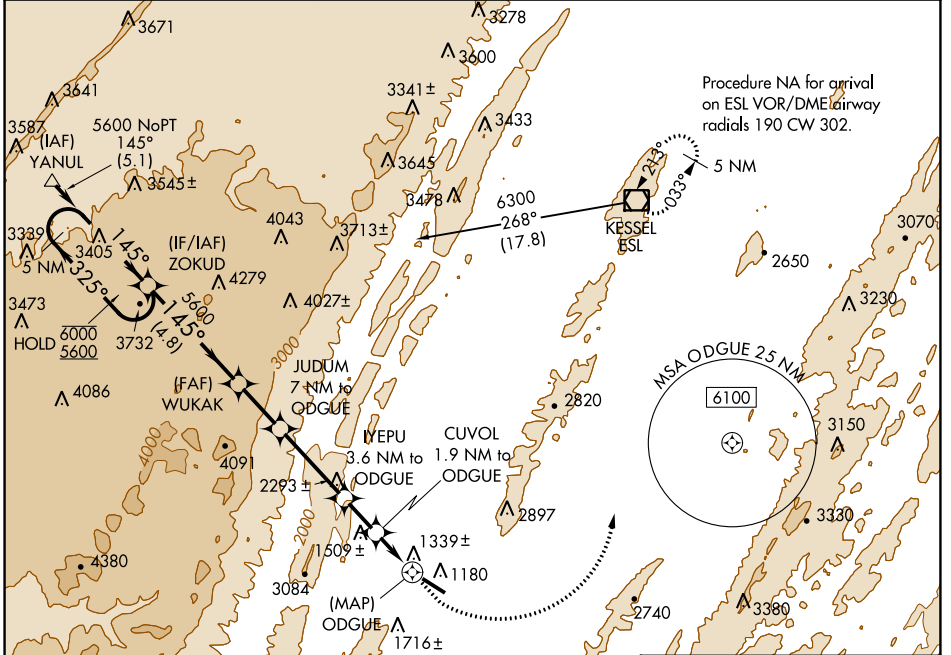 3671
3278
3600
3641
3341±
3433
Procedure NA for arrival
on ESL VOR/DME airway
radials 190 CW 302.
3587
(IAF)
YANUL
5600 NoPT
145°
(5.1)
3545±
3645
3478
213°
5 NM
033°
6300
268°
(17.8)
KESSEL
ESL
3339
3405
5 NM
145°
325°
(IF/IAF)
ZOKUD
4043
3713±
3070
2650
4279
4027±
3230
3473
HOLD
6000
5600
3732
5600
145°
(4.8)
3000
MSA ODGUE 25 NM
6100
JUDUM
7 NM to
ODGUE
(FAF)
WUKAK
4086
2820
4000
4091
IYEPU
3.6 NM to
ODGUE
CUVOL
1.9 NM to
ODGUE
3150
2293±
2897
2000
3330
1509±
1339±
4380
3084
1180
(MAP)
ODGUE
2740
3380
1716±